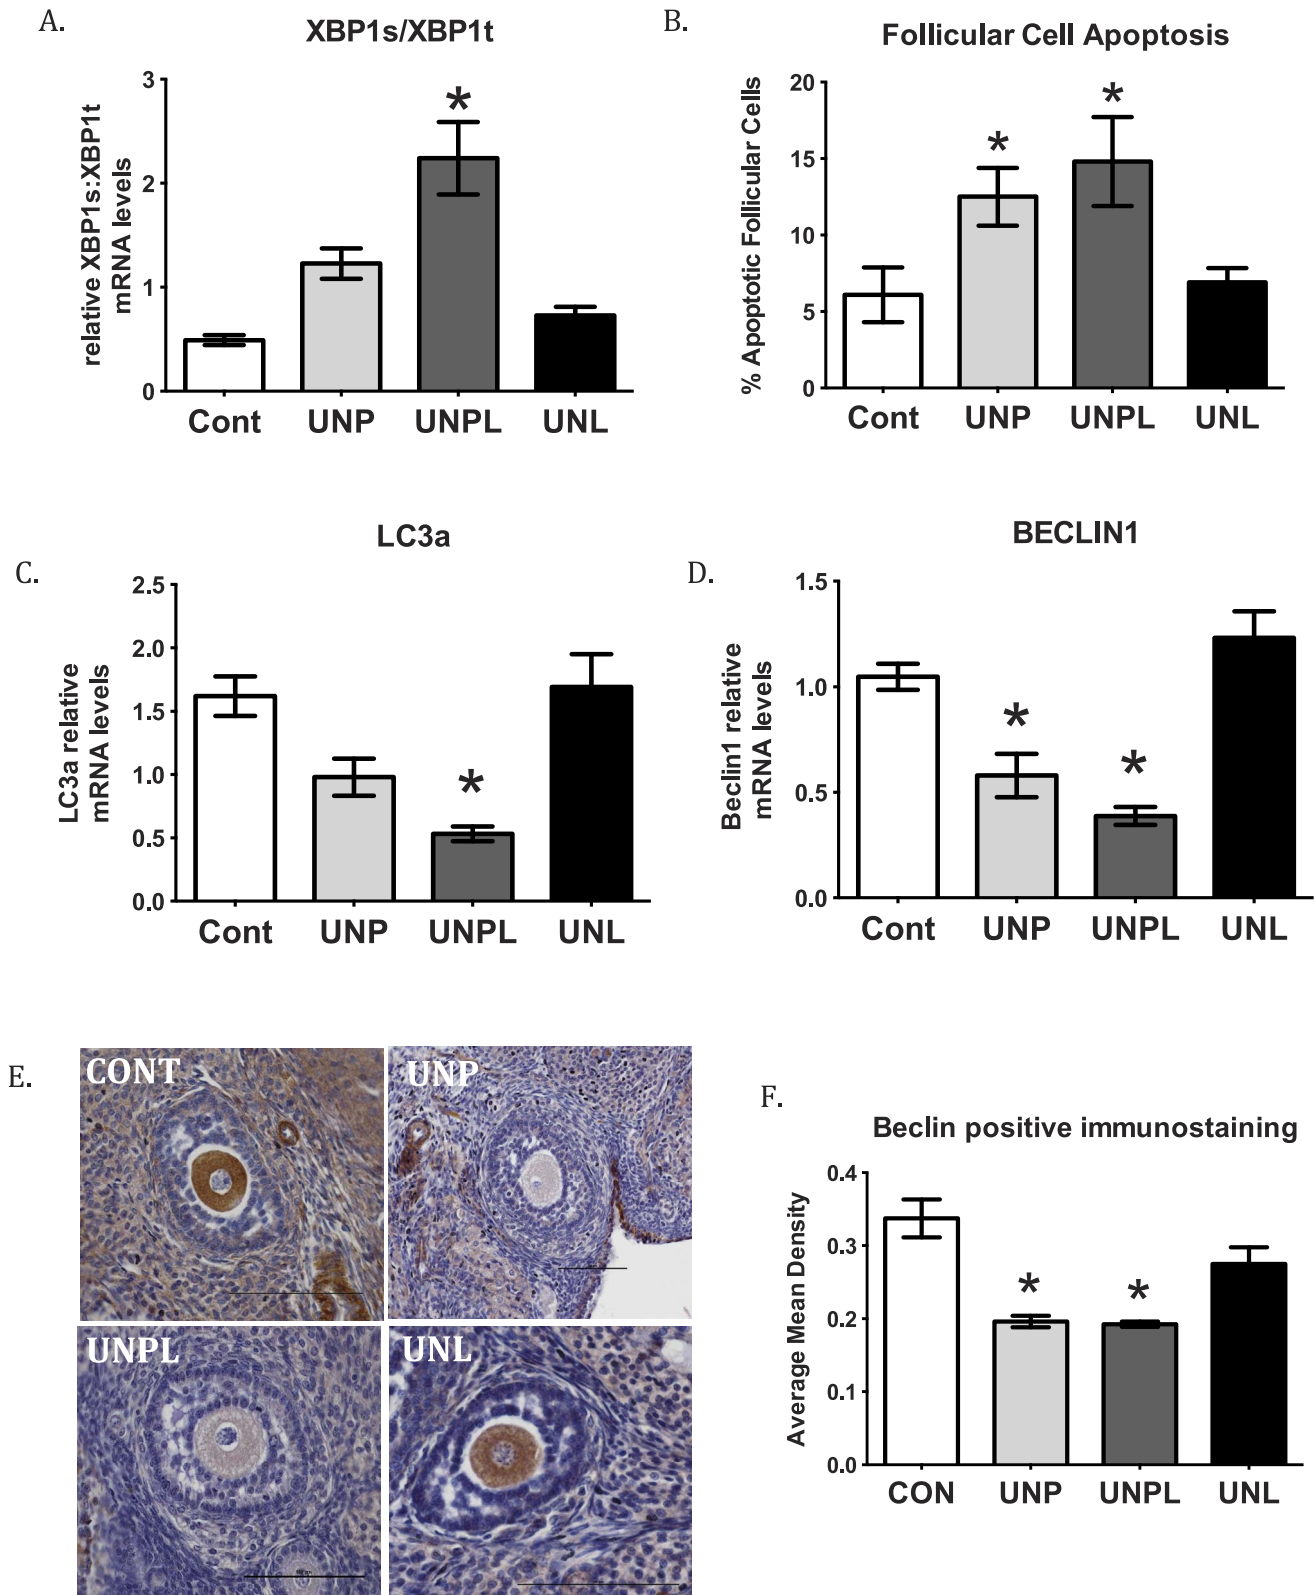 A.
XBP1s/XBP1t
relative XBP1s:XBP1t
mRNA levels
3
2
1
0
*
Cont UNP UNPL UNL
B.
Follicular Cell Apoptosis
% Apoptotic Follicular Cells
20
15
10
5
0
* *
Cont UNP UNPL UNL
C.
LC3a
LC3a relative
mRNA levels
2.5
2.0
1.5
1.0
0.5
0.0
*
Cont UNP UNPL UNL
D.
BECLIN1
Beclin1 relative
mRNA levels
1.5
1.0
0.5
0.0
* *
Cont UNP UNPL UNL
E.
CONT
UNP
UNPL
UNL
F.
Beclin positive immunostaining
Average Mean Density
0.4
0.3
0.2
0.1
0.0
* *
CON UNP UNPL UNL